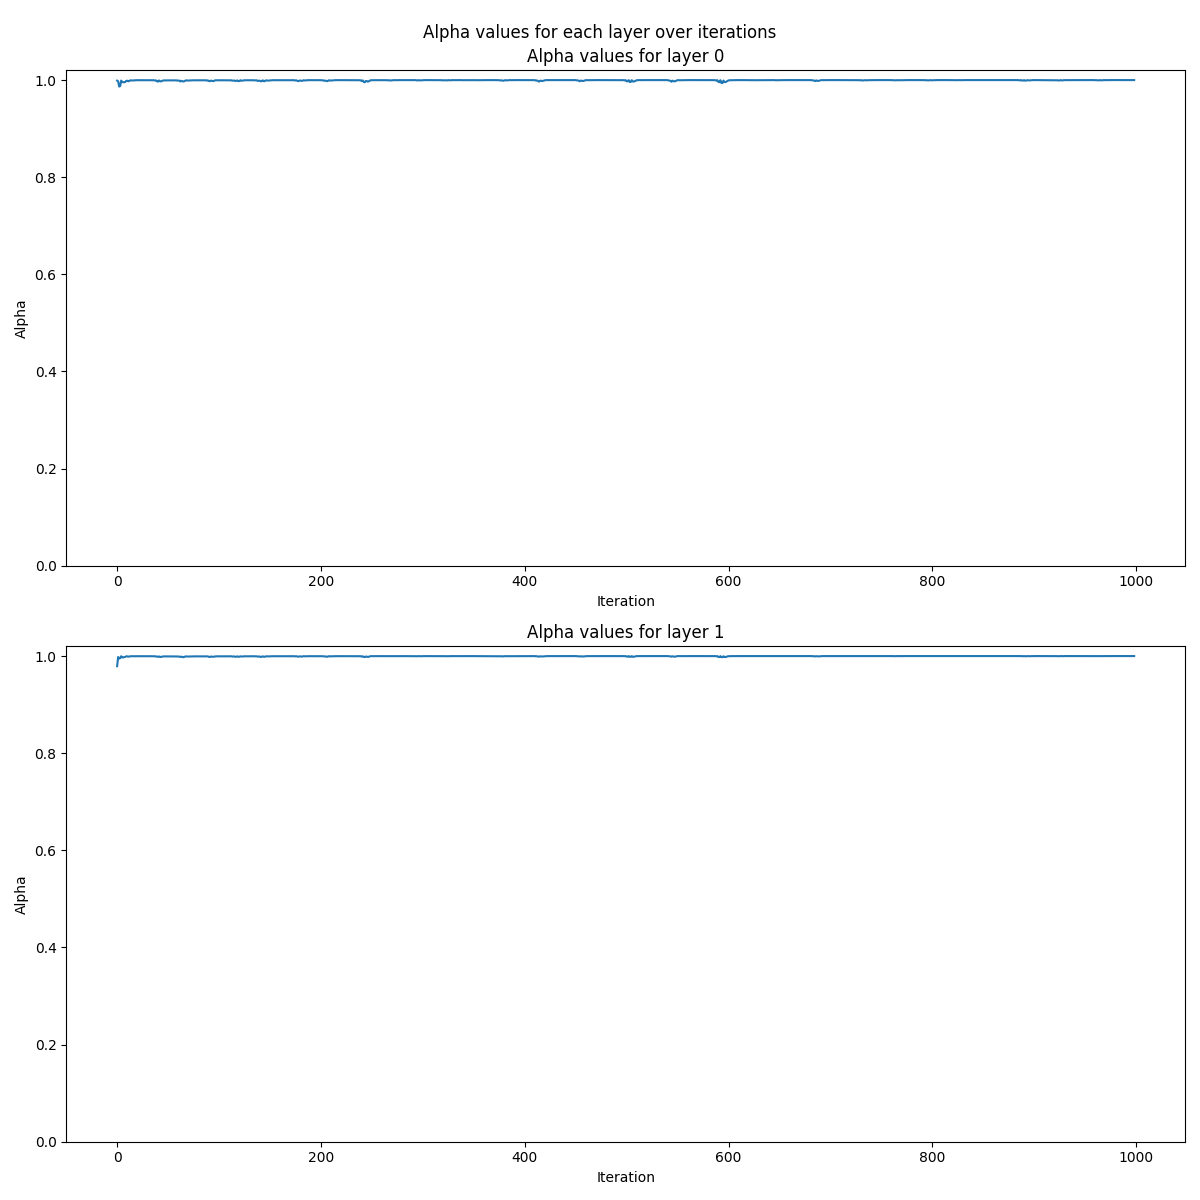 Alpha values for each layer over iterations
Alpha values for layer 0
1.0
0.8
0.6
0.4
0.2
0.0
Alpha
0 200 400 600 800 1000
Iteration
Alpha values for layer 1
1.0
0.8
0.6
0.4
0.2
0.0
Alpha
0 200 400 600 800 1000
Iteration